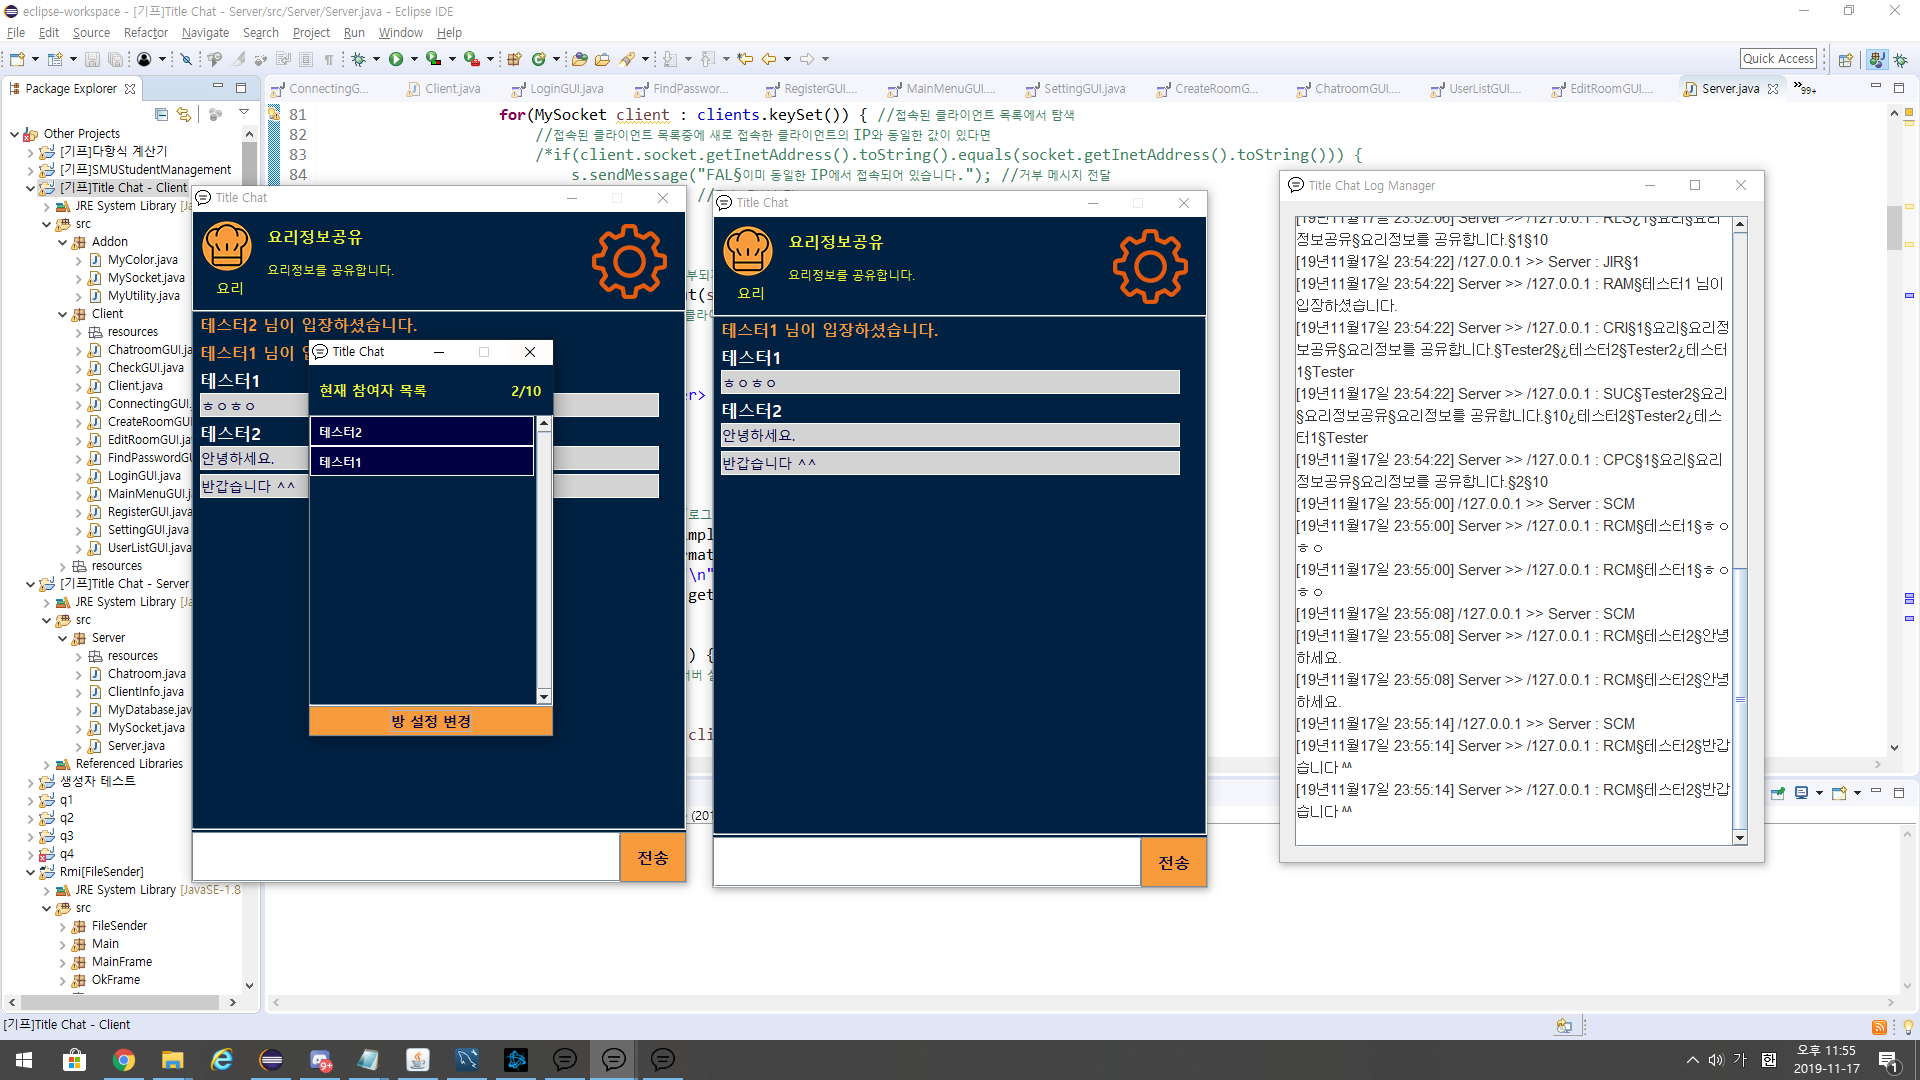 eclipse-workspace - [기프]Title Chat - Server/src/Server/Server.java - Eclipse IDE
File Edit Source Refactor Navigate Search Project Run Window Help
Quick Access
Package Explorer
ConnectingG... Client.java LoginGUI.java FindPasswor... RegisterGUI.... MainMenuGUI.... SettingGUI.java CreateRoomG... ChatroomGUI.... UserListGUI.... EditRoomGUI.... Server.java 99+
Other Projects
[기프]다항식 계산기
[기프]SMUStudentManagement
[기프]Title Chat - Client
JRE System Library [Ja
src
Addon
MyColor.java
MySocket.java
MyUtility.java
Client
resources
ChatroomGUI.ja
CheckGUI.java
Client.java
ConnectingGUI.
CreateRoomGUI
EditRoomGUI.ja
FindPasswordGU
LoginGUI.java
MainMenuGUI.j
RegisterGUI.java
SettingGUI.java
UserListGUI.java
resources
[기프]Title Chat - Server
JRE System Library [Ja
src
Server
resources
Chatroom.java
ClientInfo.java
MyDatabase.jav
MySocket.java
Server.java
Referenced Libraries
생성자 테스트
q1
q2
q3
q4
Rmi[FileSender]
JRE System Library [JavaSE-1.8
src
FileSender
Main
MainFrame
OkFrame
81 for(MySocket client : clients.keySet()) { //접속된 클라이언트 목록에서 탐색
82 //접속된 클라이언트 목록중에 새로 접속한 클라이언트의 IP와 동일한 값이 있다면
83 /*if(client.socket.getInetAddress().toString().equals(socket.getInetAddress().toString())) {
84 s.sendMessage("FAL§이미 동일한 IP에서 접속되어 있습니다."); //거부 메시지 전달
Title Chat
요리정보공유
요리정보를 공유합니다.
요리
테스터2 님이 입장하셨습니다.
테스터1 님이
테스터1
ㅎㅇㅎㅇ
테스터2
안녕하세요.
반갑습니다 ^^
전송
Title Chat
현재 참여자 목록 2/10
테스터2
테스터1
방 설정 변경
Title Chat
요리정보공유
요리정보를 공유합니다.
요리
테스터1 님이 입장하셨습니다.
테스터1
ㅎㅇㅎㅇ
테스터2
안녕하세요.
반갑습니다 ^^
전송
Title Chat Log Manager
[19년11월17일 23:52:06] Server >> /127.0.0.1 : RLS¿1§요리§요리
정보공유§요리정보를 공유합니다.§1§10
[19년11월17일 23:54:22] /127.0.0.1 >> Server : JIR§1
[19년11월17일 23:54:22] Server >> /127.0.0.1 : RAM§테스터1 님이
입장하셨습니다.
[19년11월17일 23:54:22] Server >> /127.0.0.1 : CRI§1§요리§요리정
보공유§요리정보를 공유합니다.§Tester2§¿테스터2§Tester2¿테스터
1§Tester
[19년11월17일 23:54:22] Server >> /127.0.0.1 : SUC§Tester2§요리
§요리정보공유§요리정보를 공유합니다.§10¿테스터2§Tester2¿테스
터1§Tester
[19년11월17일 23:54:22] Server >> /127.0.0.1 : CPC§1§요리§요리
정보공유§요리정보를 공유합니다.§2§10
[19년11월17일 23:55:00] /127.0.0.1 >> Server : SCM
[19년11월17일 23:55:00] Server >> /127.0.0.1 : RCM§테스터1§ㅎㅇ
ㅎㅇ
[19년11월17일 23:55:00] Server >> /127.0.0.1 : RCM§테스터1§ㅎㅇ
ㅎㅇ
[19년11월17일 23:55:08] /127.0.0.1 >> Server : SCM
[19년11월17일 23:55:08] Server >> /127.0.0.1 : RCM§테스터2§안녕
하세요.
[19년11월17일 23:55:08] Server >> /127.0.0.1 : RCM§테스터2§안녕
하세요.
[19년11월17일 23:55:14] /127.0.0.1 >> Server : SCM
[19년11월17일 23:55:14] Server >> /127.0.0.1 : RCM§테스터2§반갑
습니다 ^^
[19년11월17일 23:55:14] Server >> /127.0.0.1 : RCM§테스터2§반갑
습니다 ^^
[기프]Title Chat - Client
9+
가
오후 11:55
2019-11-17
1